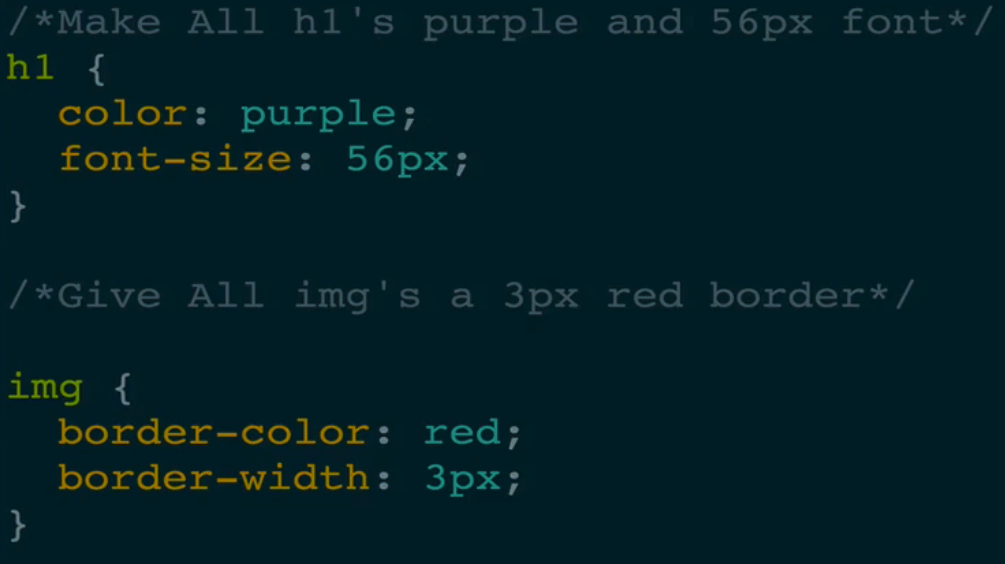 /*Make All h1's purple and 56px font*/
h1 {
  color: purple;
  font-size: 56px;
}
/*Give All img's a 3px red border*/
img {
  border-color: red;
  border-width: 3px;
}